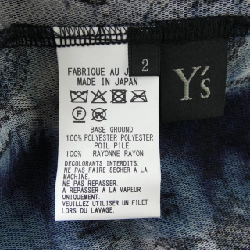 FABRIQUE AU J
MADE IN JAPAN
2
Y's
BASE GROUND
100% POLYESTER POLYESTER
POIL PILE
100% RAYONNE RAYON
DECOLORANTS INTERDITS.
NE PAS FAIRE SECHER A LA
MACHINE.
NE PAS REPASSER.
A REPASSER A LA VAPEUR
UNIQUEMENT.
VEUILLEZ UTILISER UN FILET
LORS DU LAVAGE.